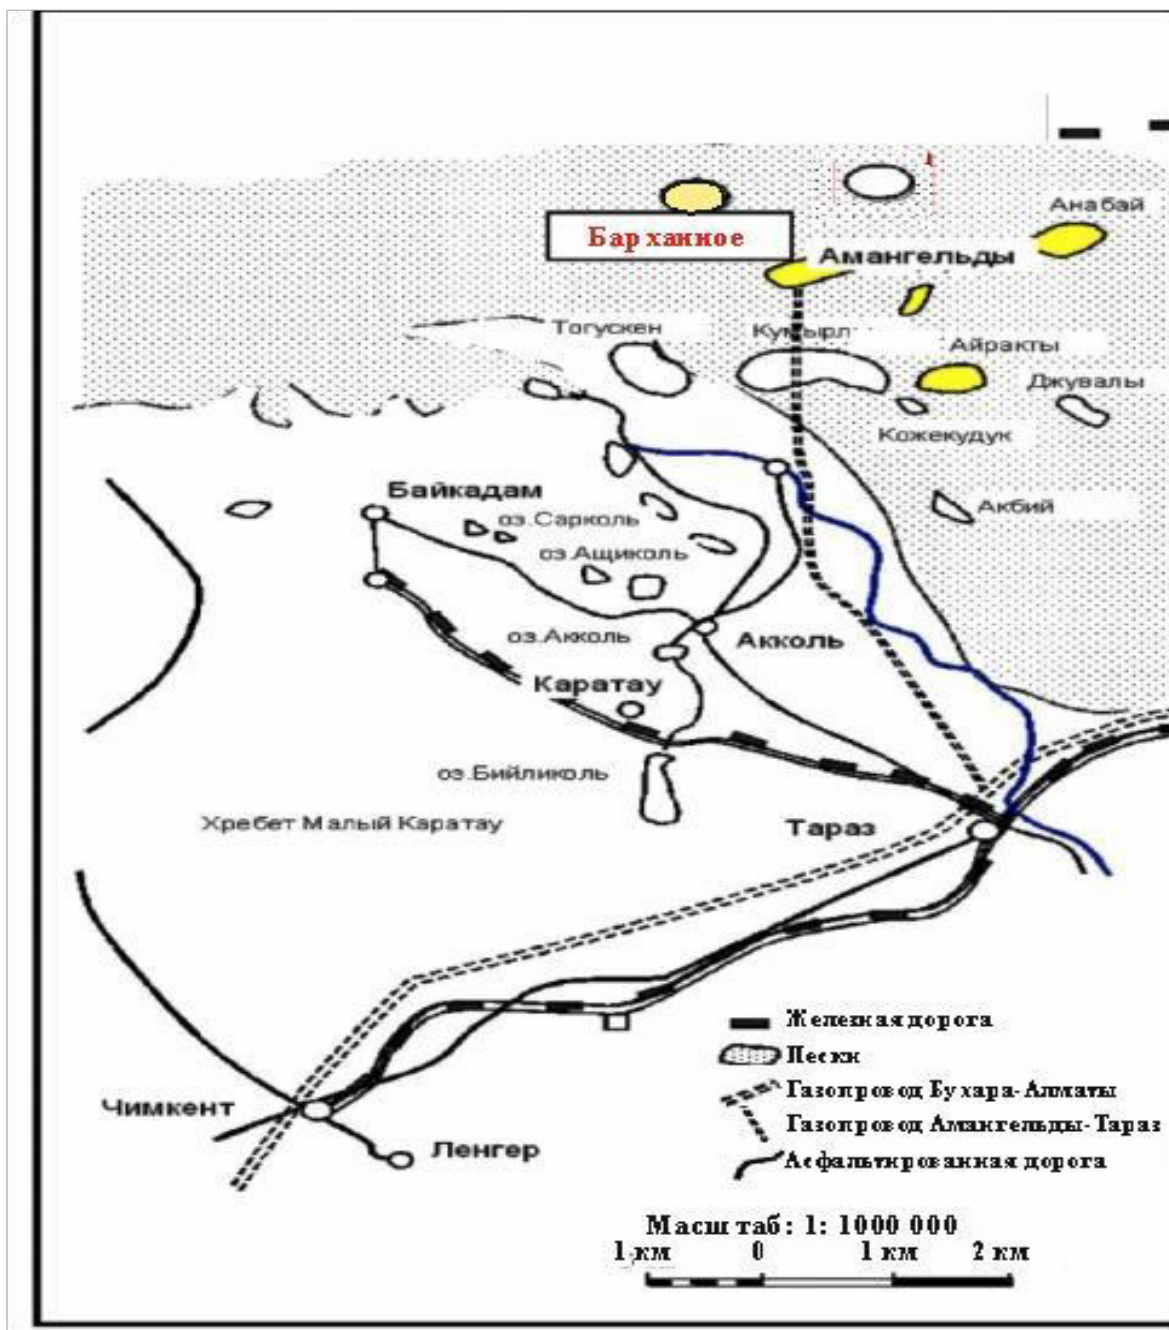 Анабай
Бар ханное
Амангельды
Тогускен
Кумырл
Айракты
Джувалы
Кожекудук
Байкадам
оз.Сарколь
Акбий
оз.Ащиколь
оз.Акколь
Акколь
Каратау
оз.Бийликоль
Хребет Малый Каратау
Тараз
Железная дорога
Пески
Газопровод Бухара-Алматы
Чимкент
Газопровод Амангельды-Тараз
Ленгер
Асфальтированная дорога
Масштаб: 1: 1000 000
1 км 0 1 км 2 км